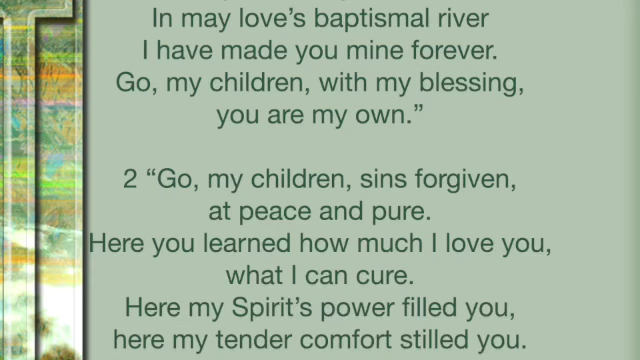 In may love’s baptismal river
I have made you mine forever.
Go, my children, with my blessing,
you are my own.”
2 “Go, my children, sins forgiven,
at peace and pure.
Here you learned how much I love you,
what I can cure.
Here my Spirit’s power filled you,
here my tender comfort stilled you.